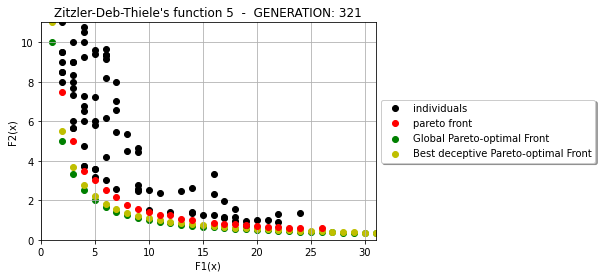 Zitzler-Deb-Thiele's function 5 - GENERATION: 321
10
8
6
4
2
0
F2(x)
0
5
10
15
20
25
30
F1(x)
individuals
pareto front
Global Pareto-optimal Front
Best deceptive Pareto-optimal Front